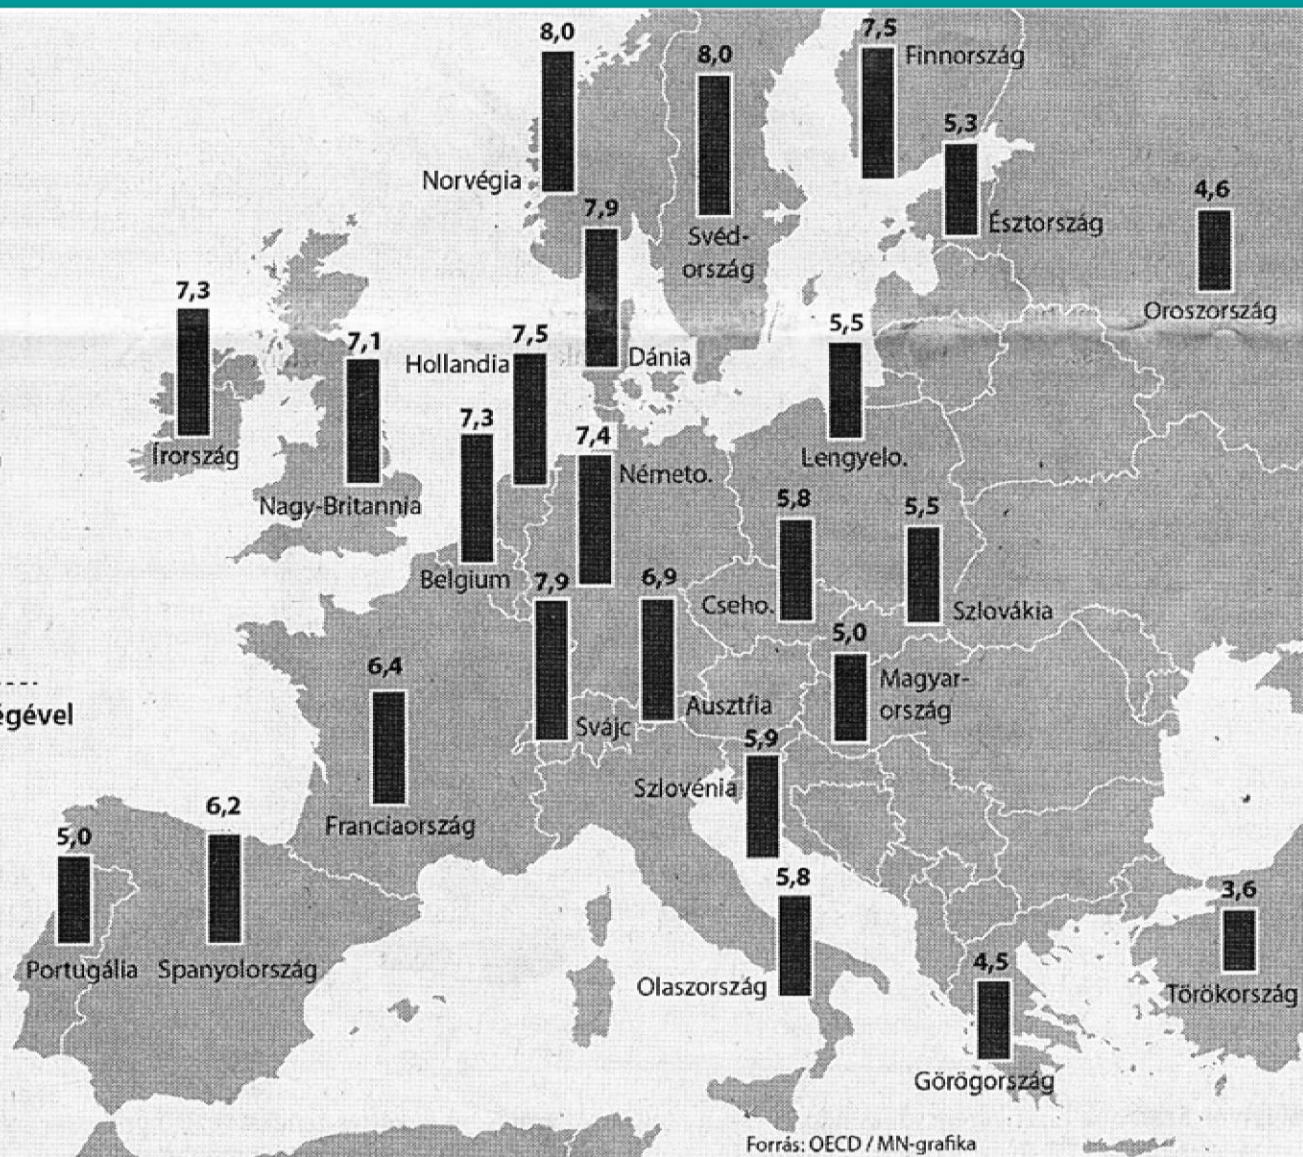 8,0
Norvégia
8,0
Svéd-
ország
7,5
Finnország
5,3
Észtország
4,6
Oroszország
7,9
Dánia
7,3
Írország
7,1
Nagy-Britannia
Hollandia
7,5
7,3
Belgium
7,4
Németo.
5,5
Lengyelo.
5,8
Cseho.
5,5
Szlovákia
7,9
Svájc
6,9
Ausztria
5,0
Magyar-
ország
6,4
Franciaország
5,9
Szlovénia
5,0
Portugália
6,2
Spanyolország
5,8
Olaszország
4,5
Görögország
3,6
Törökország
Forrás: OECD / MN-grafika